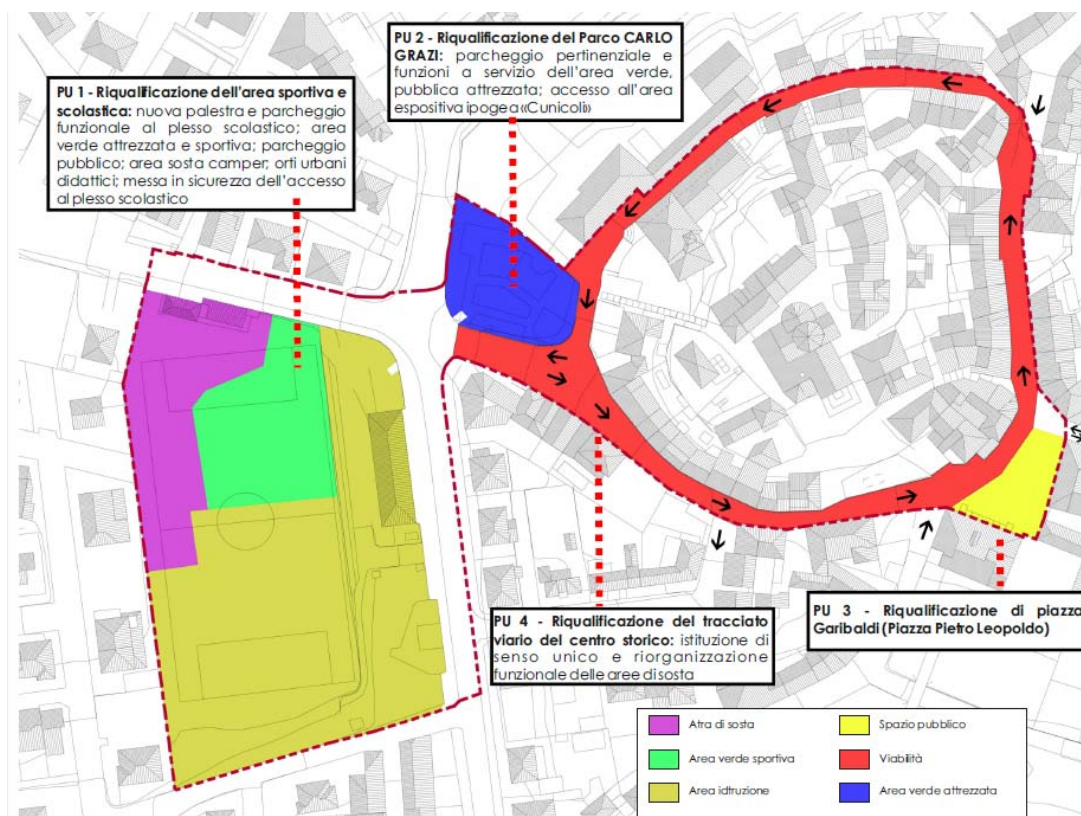 PU 2 - Riqualificazione del Parco CARLO
GRAZI: parcheggio pertinenziale e
funzioni a servizio dell'area verde,
pubblica attrezzata; accesso all'area
espositiva ipogea «Cunicoli»
PU 1 - Riqualificazione dell'area sportiva e
scolastica: nuova palestra e parcheggio
funzionale al plesso scolastico; area
verde attrezzata e sportiva; parcheggio
pubblico; area sosta camper; orti urbani
didattici; messa in sicurezza dell'accesso
al plesso scolastico
PU 3 - Riqualificazione di piazza
Garibaldi (Piazza Pietro Leopoldo)
PU 4 - Riqualificazione del tracciato
viario del centro storico: istituzione di
senso unico e riorganizzazione
funzionale delle aree di sosta
Atra di sosta
Area verde sportiva
Area idtruzione
Spazio pubblico
Viabilità
Area verde attrezzata